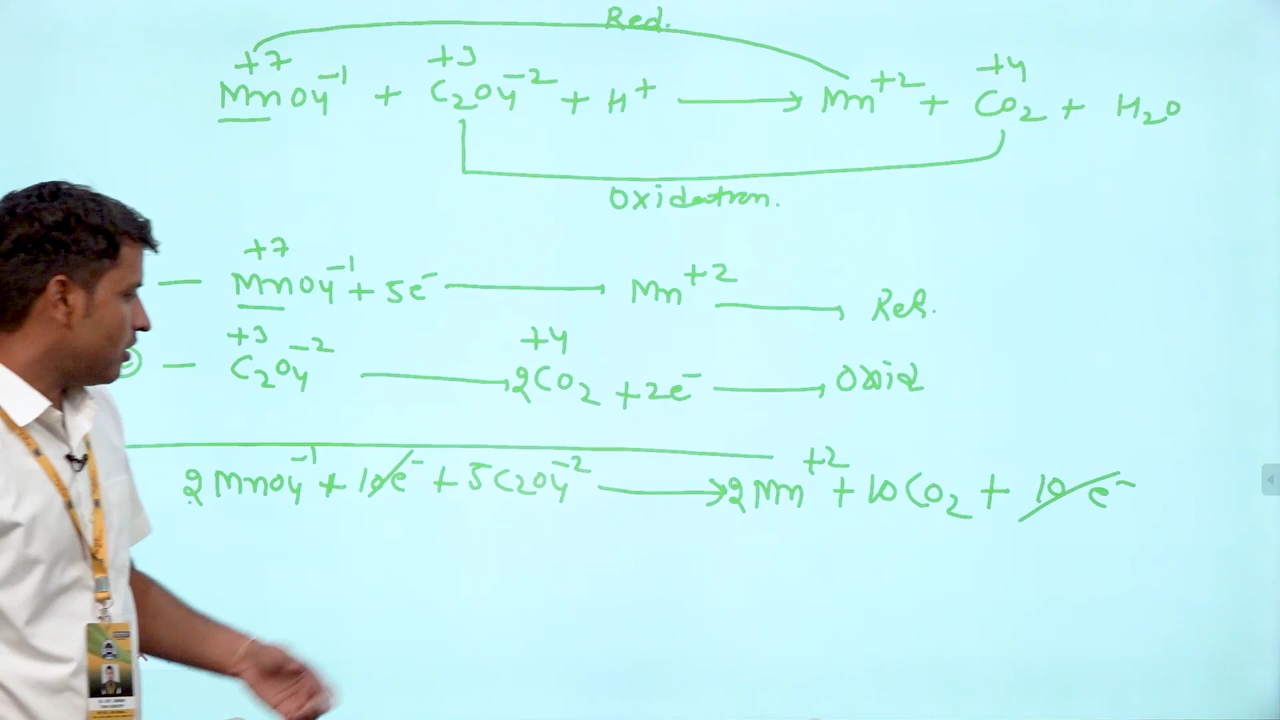 Red.
+7 +3 +4
MnO4⁻¹ + C2O4⁻² + H⁺ ⟶ Mn⁺² + CO2 + H2O
Oxidation.
+7
— MnO4⁻¹ + 5e⁻ ⟶ Mn⁺² ⟶ Red.
+3 +4
② — C2O4⁻² ⟶ 2CO2 + 2e⁻ ⟶ Oxid
2MnO4⁻¹ + 10e⁻ + 5C2O4⁻² ⟶ 2Mn⁺² + 10CO2 + 10 e⁻